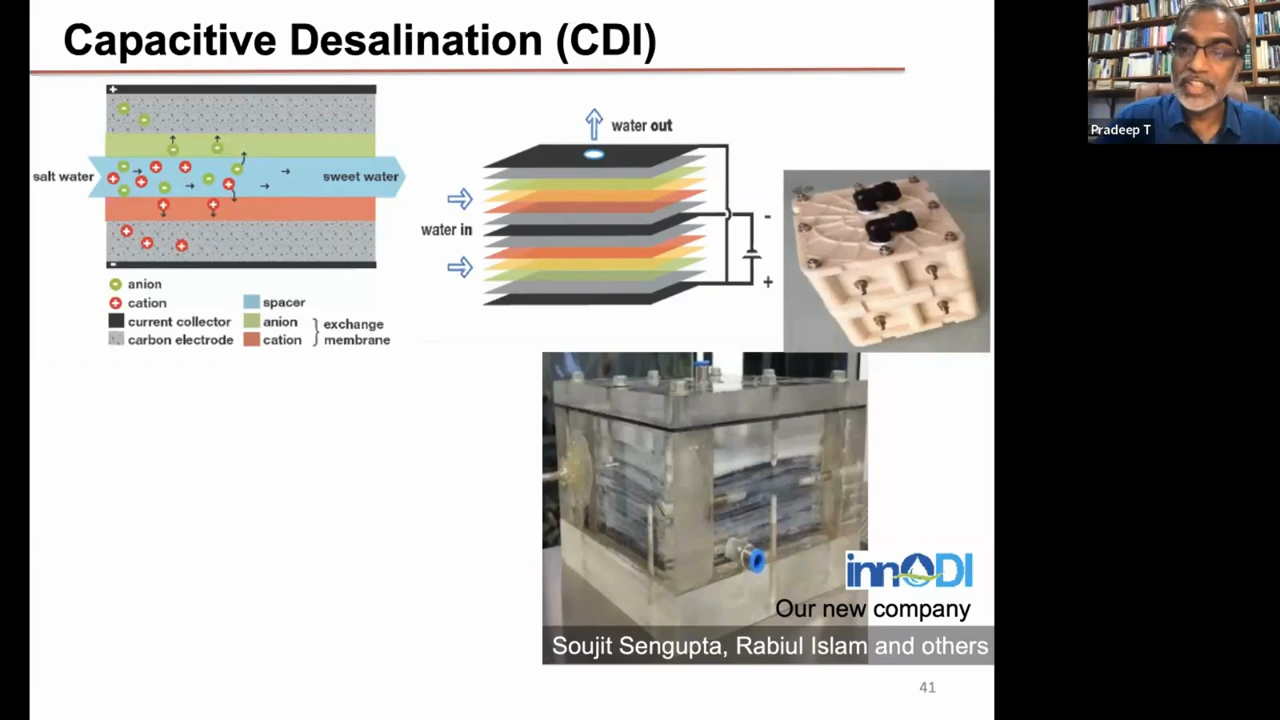 Capacitive Desalination (CDI)
Pradeep T
+
salt water
sweet water
-
anion
cation
current collector
carbon electrode
spacer
anion
cation
exchange
membrane
water out
water in
-
+
innDI
Our new company
Soujit Sengupta, Rabiul Islam and others
41